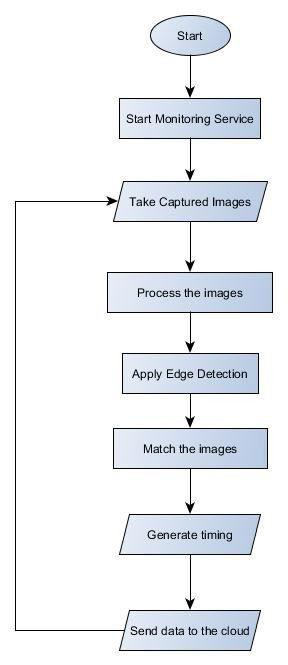 Start
Start Monitoring Service
Take Captured Images
Process the images
Apply Edge Detection
Match the images
Generate timing
Send data to the cloud